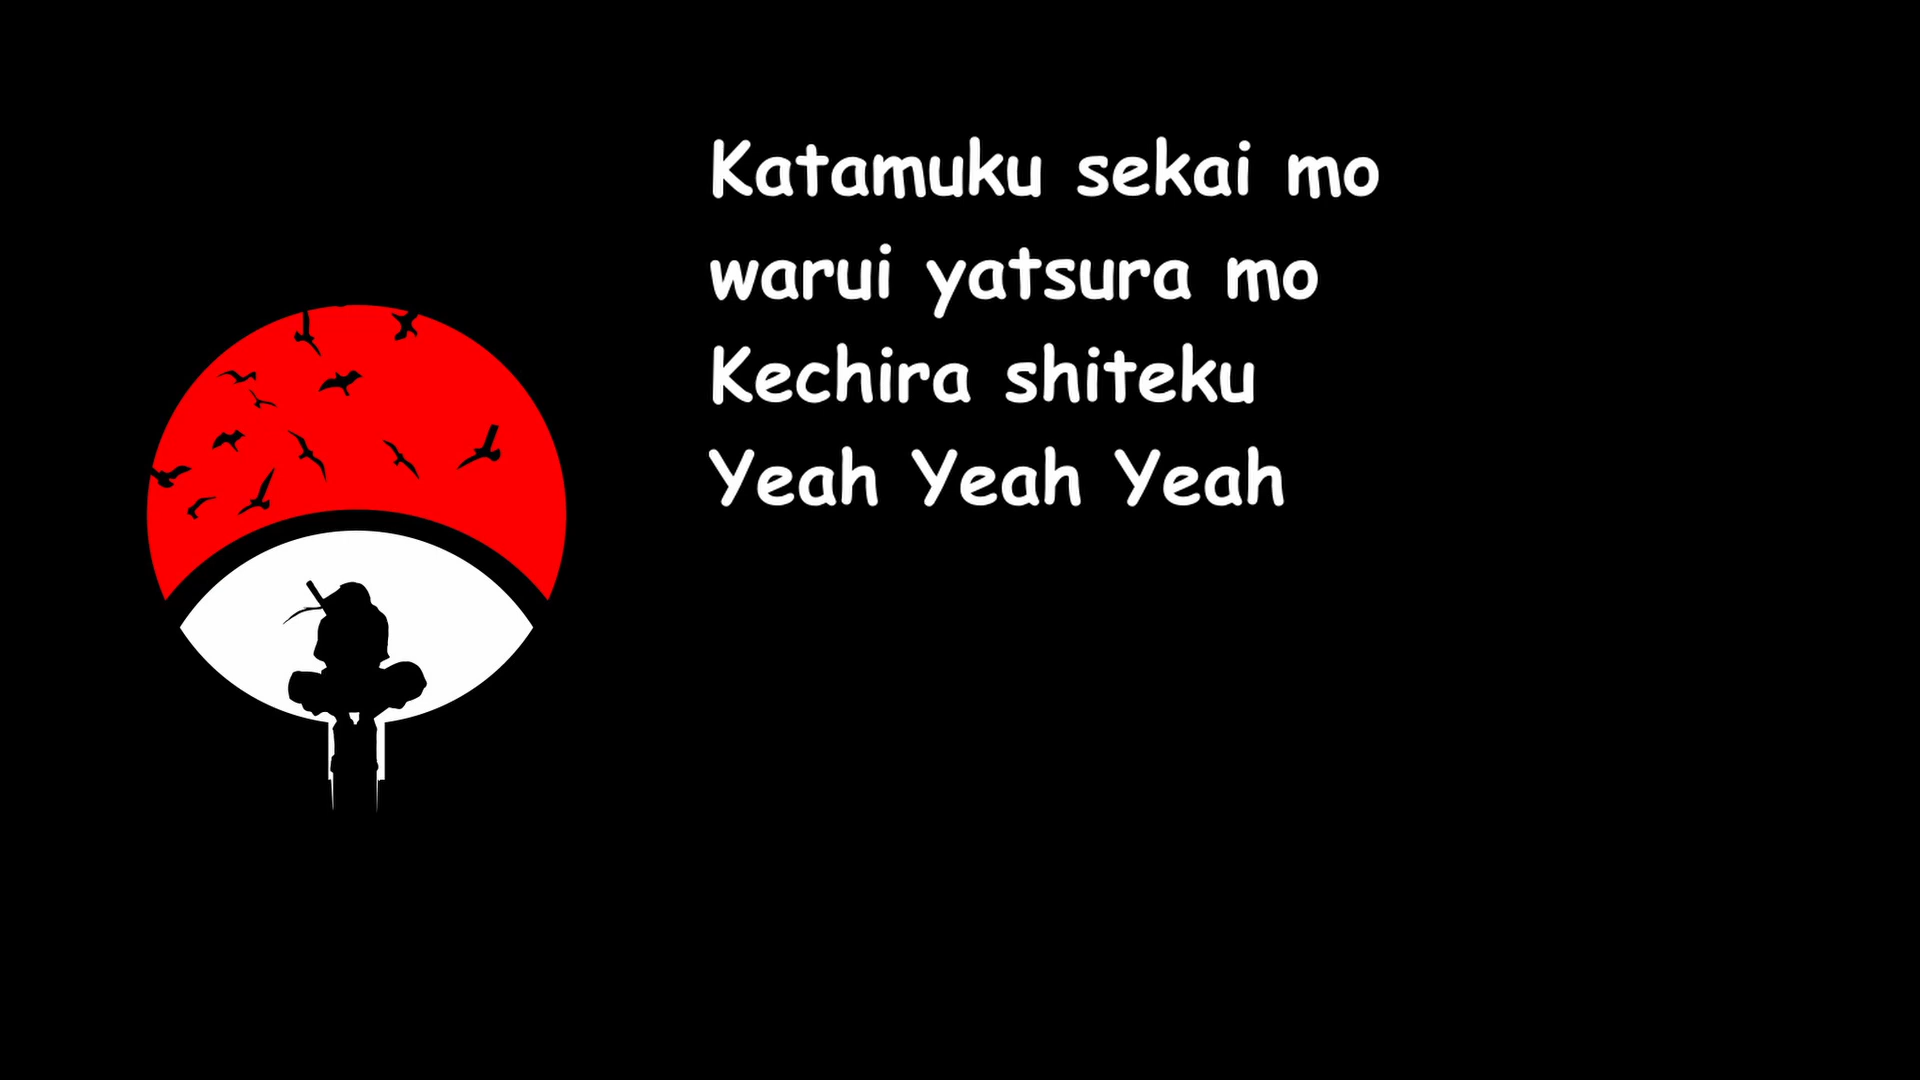 Katamuku sekai mo
warui yatsura mo
Kechira shiteku
Yeah Yeah Yeah